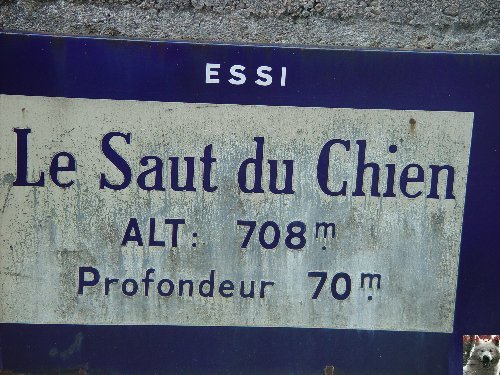 ESSI
Le Saut du Chien
ALT: 708m
Profondeur 70m